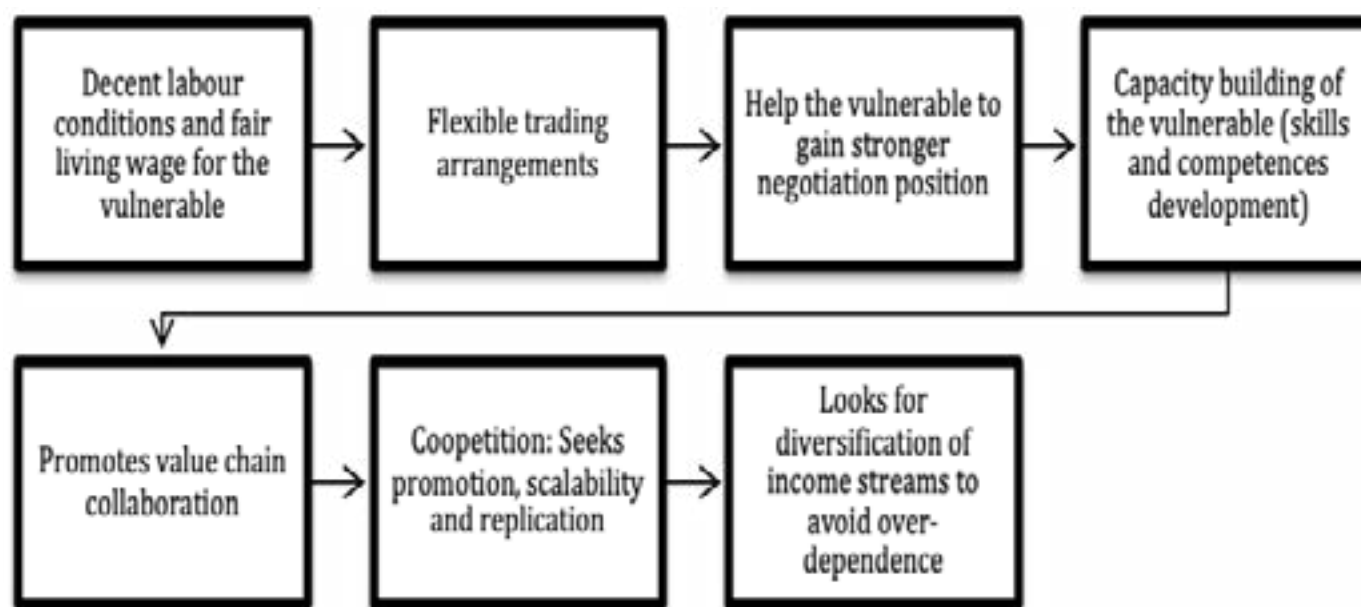 Decent labour
conditions and fair
living wage for the
vulnerable
Flexible trading
arrangements
Help the vulnerable to
gain stronger
negotiation position
Capacity building of
the vulnerable (skills
and competences
development)
Promotes value chain
collaboration
Coopetition: Seeks
promotion, scalability
and replication
Looks for
diversification of
income streams to
avoid over-
dependence